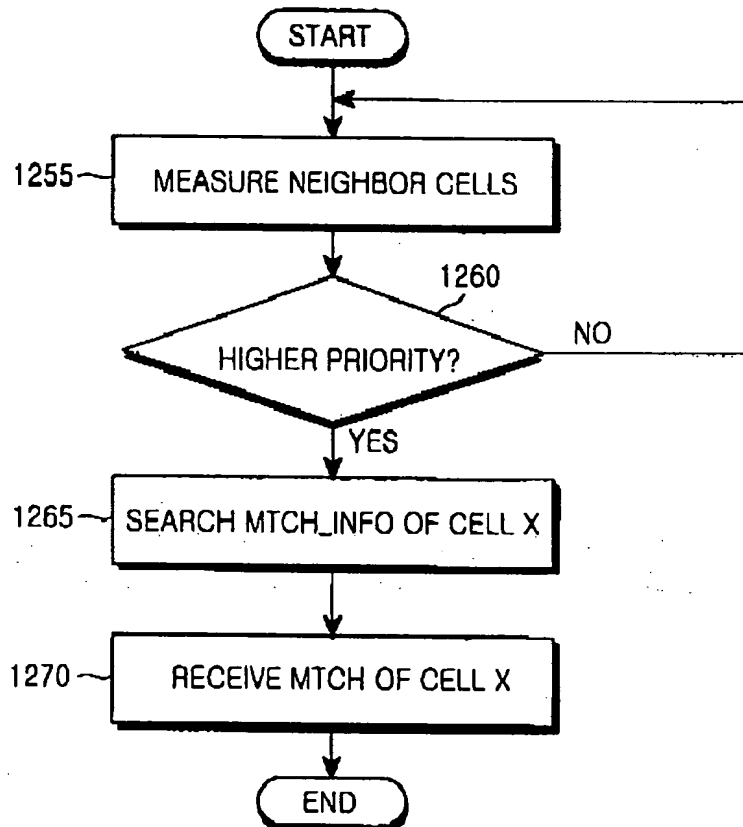 START
1255
MEASURE NEIGHBOR CELLS
1260
HIGHER PRIORITY?
NO
YES
1265
SEARCH MTCH_INFO OF CELL X
1270
RECEIVE MTCH OF CELL X
END